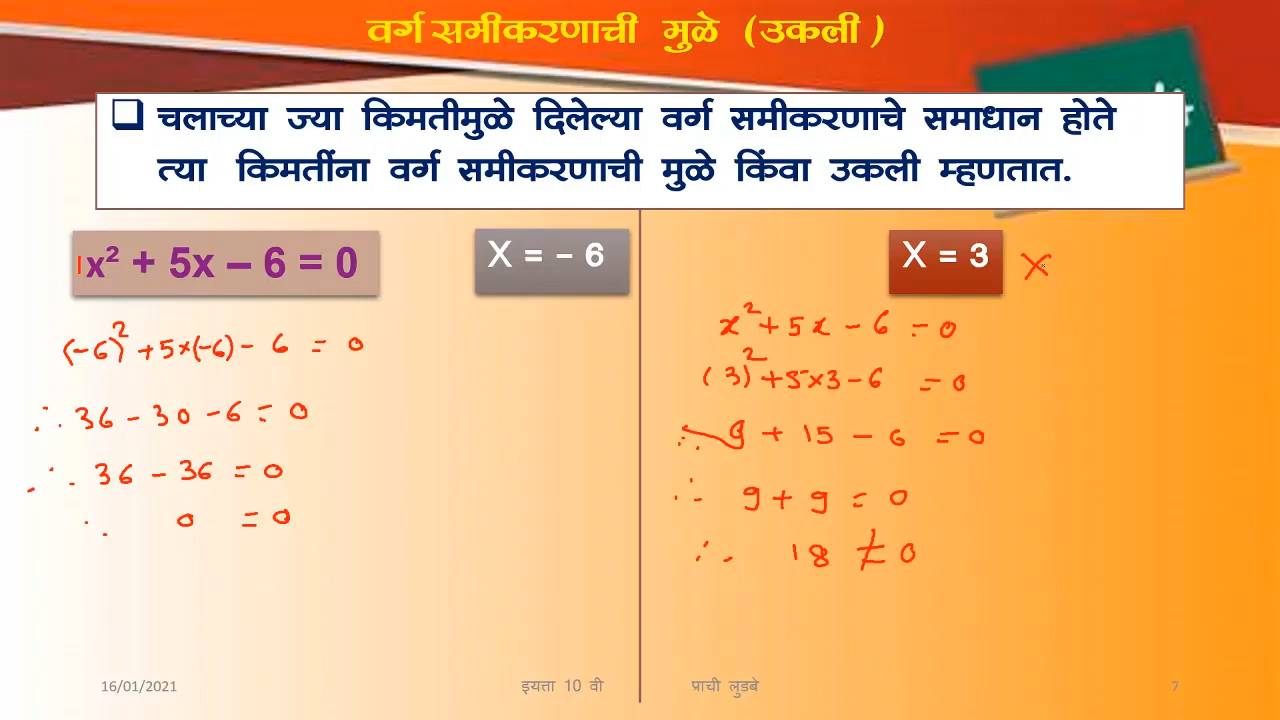 वर्ग समीकरणाची मुळे (उकली)
❑ चलाच्या ज्या किमतीमुळे दिलेल्या वर्ग समीकरणाचे समाधान होते
त्या किमतींना वर्ग समीकरणाची मुळे किंवा उकली म्हणतात.
x² + 5x – 6 = 0
X = – 6
(-6)² + 5×(-6) - 6 = 0
∴ 36 - 30 - 6 = 0
∴ 36 - 36 = 0
∴ 0 = 0
X = 3 ×
x² + 5x - 6 = 0
(3)² + 5×3 - 6 = 0
∴ 9 + 15 - 6 = 0
∴ 9 + 9 = 0
∴ 18 ≠ 0
16/01/2021
इयत्ता 10 वी
प्राची लुडबे
7